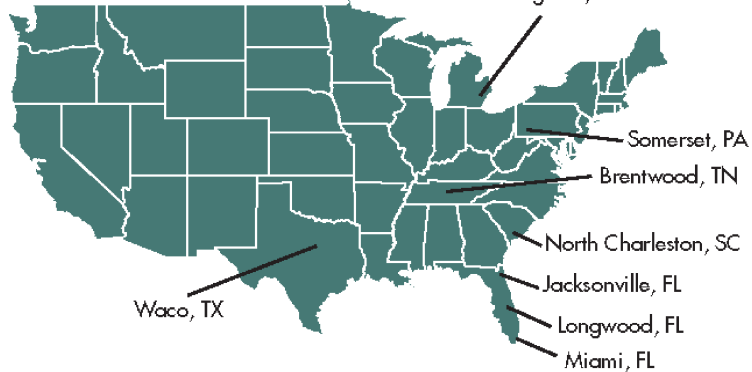 Somerset, PA
Brentwood, TN
North Charleston, SC
Jacksonville, FL
Waco, TX
Longwood, FL
Miami, FL